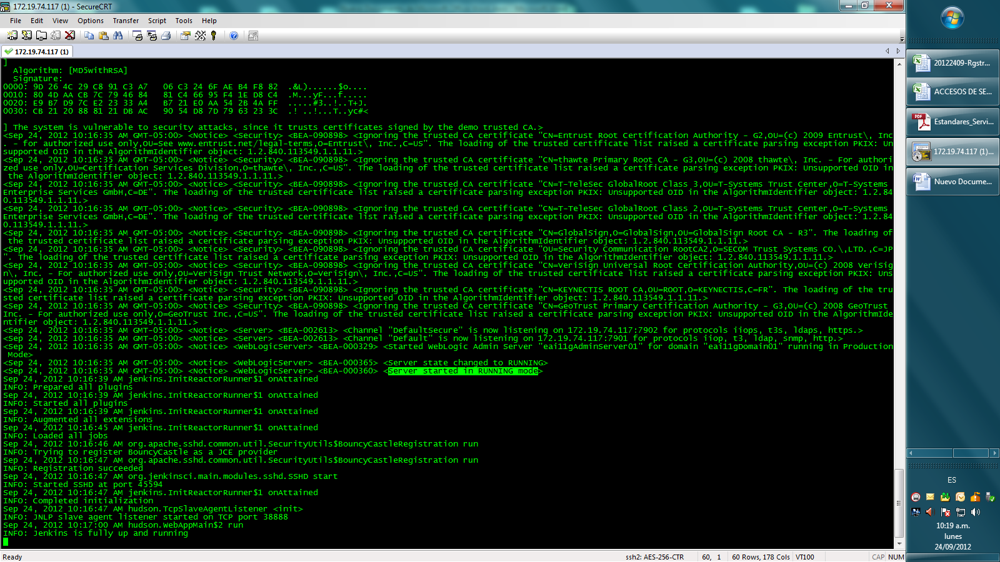 172.19.74.117 (1) - SecureCRT
File Edit View Options Transfer Script Tools Help
172.19.74.117 (1)
]
Algorithm: [MD5withRSA]
Signature:
0000: 9D 26 4C 29 C8 91 C3 A7 06 C3 24 6F AE B4 F8 82 .&L)......$o....
0010: 80 4D AA CB 7C 79 46 84 81 C4 66 95 F4 1E D8 C4 .M...yF...f.....
0020: E9 B7 D9 7C E2 23 33 A4 B7 21 E0 AA 54 2B 4A FF .....#3..!..T+J.
0030: CB 21 20 88 81 21 DB AC 90 54 D8 7D 79 63 23 3C .! ..!...T..yc#<
] The system is vulnerable to security attacks, since it trusts certificates signed by the demo trusted CA.>
<Sep 24, 2012 10:16:35 AM GMT-05:00> <Notice> <Security> <BEA-090898> <Ignoring the trusted CA certificate "CN=Entrust Root Certification Authority - G2,OU=(c) 2009 Entrust\, Inc
. - for authorized use only,OU=See www.entrust.net/legal-terms,O=Entrust\, Inc.,C=US". The loading of the trusted certificate list raised a certificate parsing exception PKIX: Un
supported OID in the AlgorithmIdentifier object: 1.2.840.113549.1.1.11.>
<Sep 24, 2012 10:16:35 AM GMT-05:00> <Notice> <Security> <BEA-090898> <Ignoring the trusted CA certificate "CN=thawte Primary Root CA - G3,OU=(c) 2008 thawte\, Inc. - For authori
zed use only,OU=Certification Services Division,O=thawte\, Inc.,C=US". The loading of the trusted certificate list raised a certificate parsing exception PKIX: Unsupported OID in
the AlgorithmIdentifier object: 1.2.840.113549.1.1.11.>
<Sep 24, 2012 10:16:35 AM GMT-05:00> <Notice> <Security> <BEA-090898> <Ignoring the trusted CA certificate "CN=T-TeleSec GlobalRoot Class 3,OU=T-Systems Trust Center,O=T-Systems
Enterprise Services GmbH,C=DE". The loading of the trusted certificate list raised a certificate parsing exception PKIX: Unsupported OID in the AlgorithmIdentifier object: 1.2.84
0.113549.1.1.11.>
<Sep 24, 2012 10:16:35 AM GMT-05:00> <Notice> <Security> <BEA-090898> <Ignoring the trusted CA certificate "CN=T-TeleSec GlobalRoot Class 2,OU=T-Systems Trust Center,O=T-Systems
Enterprise Services GmbH,C=DE". The loading of the trusted certificate list raised a certificate parsing exception PKIX: Unsupported OID in the AlgorithmIdentifier object: 1.2.84
0.113549.1.1.11.>
<Sep 24, 2012 10:16:35 AM GMT-05:00> <Notice> <Security> <BEA-090898> <Ignoring the trusted CA certificate "CN=GlobalSign,O=GlobalSign,OU=GlobalSign Root CA - R3". The loading of
the trusted certificate list raised a certificate parsing exception PKIX: Unsupported OID in the AlgorithmIdentifier object: 1.2.840.113549.1.1.11.>
<Sep 24, 2012 10:16:35 AM GMT-05:00> <Notice> <Security> <BEA-090898> <Ignoring the trusted CA certificate "OU=Security Communication RootCA2,O=SECOM Trust Systems CO.\,LTD.,C=JP
". The loading of the trusted certificate list raised a certificate parsing exception PKIX: Unsupported OID in the AlgorithmIdentifier object: 1.2.840.113549.1.1.11.>
<Sep 24, 2012 10:16:35 AM GMT-05:00> <Notice> <Security> <BEA-090898> <Ignoring the trusted CA certificate "CN=VeriSign Universal Root Certification Authority,OU=(c) 2008 VeriSig
n\, Inc. - For authorized use only,OU=VeriSign Trust Network,O=VeriSign\, Inc.,C=US". The loading of the trusted certificate list raised a certificate parsing exception PKIX: Uns
upported OID in the AlgorithmIdentifier object: 1.2.840.113549.1.1.11.>
<Sep 24, 2012 10:16:35 AM GMT-05:00> <Notice> <Security> <BEA-090898> <Ignoring the trusted CA certificate "CN=KEYNECTIS ROOT CA,OU=ROOT,O=KEYNECTIS,C=FR". The loading of the tru
sted certificate list raised a certificate parsing exception PKIX: Unsupported OID in the AlgorithmIdentifier object: 1.2.840.113549.1.1.11.>
<Sep 24, 2012 10:16:35 AM GMT-05:00> <Notice> <Security> <BEA-090898> <Ignoring the trusted CA certificate "CN=GeoTrust Primary Certification Authority - G3,OU=(c) 2008 GeoTrust
Inc. - For authorized use only,O=GeoTrust Inc.,C=US". The loading of the trusted certificate list raised a certificate parsing exception PKIX: Unsupported OID in the AlgorithmIde
ntifier object: 1.2.840.113549.1.1.11.>
<Sep 24, 2012 10:16:35 AM GMT-05:00> <Notice> <Server> <BEA-002613> <Channel "DefaultSecure" is now listening on 172.19.74.117:7902 for protocols iiops, t3s, ldaps, https.>
<Sep 24, 2012 10:16:35 AM GMT-05:00> <Notice> <Server> <BEA-002613> <Channel "Default" is now listening on 172.19.74.117:7901 for protocols iiop, t3, ldap, snmp, http.>
<Sep 24, 2012 10:16:35 AM GMT-05:00> <Notice> <WebLogicServer> <BEA-000329> <Started WebLogic Admin Server "eai11gAdminServer01" for domain "eai11gDomain01" running in Production
Mode>
<Sep 24, 2012 10:16:35 AM GMT-05:00> <Notice> <WebLogicServer> <BEA-000365> <Server state changed to RUNNING>
<Sep 24, 2012 10:16:35 AM GMT-05:00> <Notice> <WebLogicServer> <BEA-000360> <Server started in RUNNING mode>
Sep 24, 2012 10:16:39 AM jenkins.InitReactorRunner$1 onAttained
INFO: Prepared all plugins
Sep 24, 2012 10:16:39 AM jenkins.InitReactorRunner$1 onAttained
INFO: Started all plugins
Sep 24, 2012 10:16:39 AM jenkins.InitReactorRunner$1 onAttained
INFO: Augmented all extensions
Sep 24, 2012 10:16:45 AM jenkins.InitReactorRunner$1 onAttained
INFO: Loaded all jobs
Sep 24, 2012 10:16:46 AM org.apache.sshd.common.util.SecurityUtils$BouncyCastleRegistration run
INFO: Trying to register BouncyCastle as a JCE provider
Sep 24, 2012 10:16:47 AM org.apache.sshd.common.util.SecurityUtils$BouncyCastleRegistration run
INFO: Registration succeeded
Sep 24, 2012 10:16:47 AM org.jenkinsci.main.modules.sshd.SSHD start
INFO: Started SSHD at port 45594
Sep 24, 2012 10:16:47 AM jenkins.InitReactorRunner$1 onAttained
INFO: Completed initialization
Sep 24, 2012 10:16:47 AM hudson.TcpSlaveAgentListener <init>
INFO: JNLP slave agent listener started on TCP port 38888
Sep 24, 2012 10:17:00 AM hudson.WebAppMain$2 run
INFO: Jenkins is fully up and running
Ready ssh2: AES-256-CTR 60, 1 60 Rows, 178 Cols VT100 CAP NUM
20122409-Rgstr...
ACCESOS DE SE...
PDF
Estandares_Servi...
172.19.74.117 (1)...
Nuevo Docume...
ES
10:19 a.m.
lunes
24/09/2012